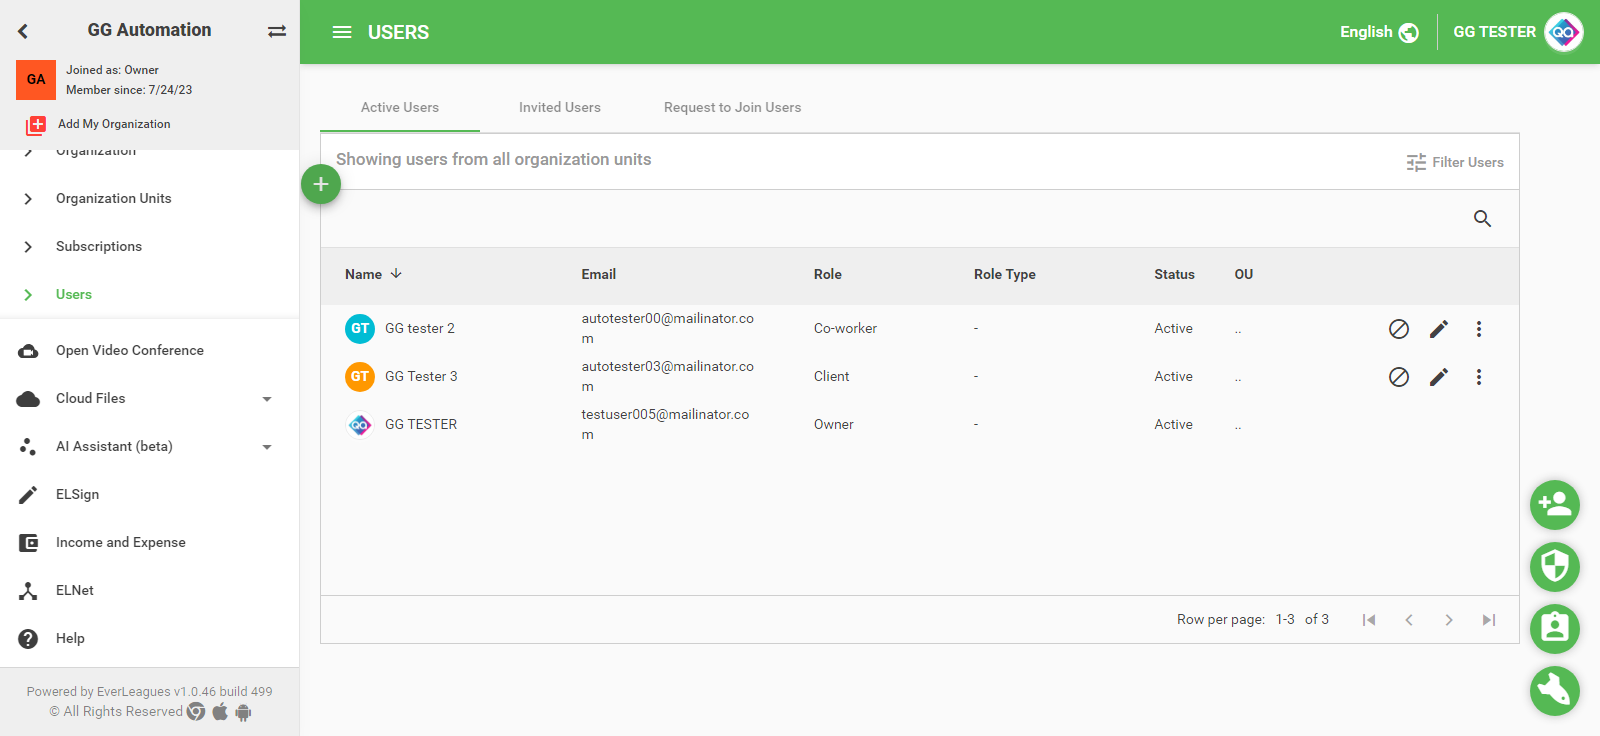 GG Automation
GA
Joined as: Owner
Member since: 7/24/23
Add My Organization
Organization
Organization Units
Subscriptions
Users
Open Video Conference
Cloud Files
AI Assistant (beta)
ELSign
Income and Expense
ELNet
Help
Powered by EverLeagues v1.0.46 build 499
© All Rights Reserved
USERS
English
GG TESTER
QA
Active Users
Invited Users
Request to Join Users
Showing users from all organization units
Filter Users
Name
Email
Role
Role Type
Status
OU
GT
GG tester 2
autotester00@mailinator.co
m
Co-worker
-
Active
..
GT
GG Tester 3
autotester03@mailinator.co
m
Client
-
Active
..
QA
GG TESTER
testuser005@mailinator.co
m
Owner
-
Active
..
Row per page:
1-3
of 3